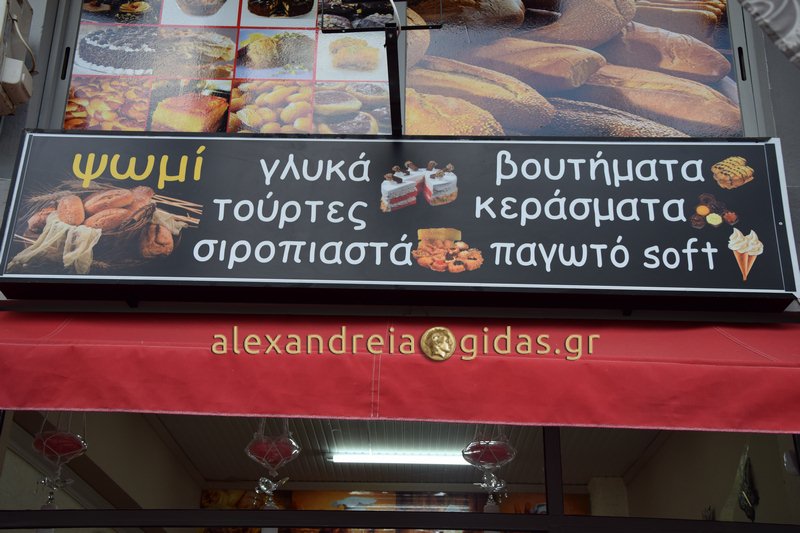 ψωμί γλυκά βουτήματα
τούρτες κεράσματα
σιροπιαστά παγωτό soft
alexandreia gidas.gr